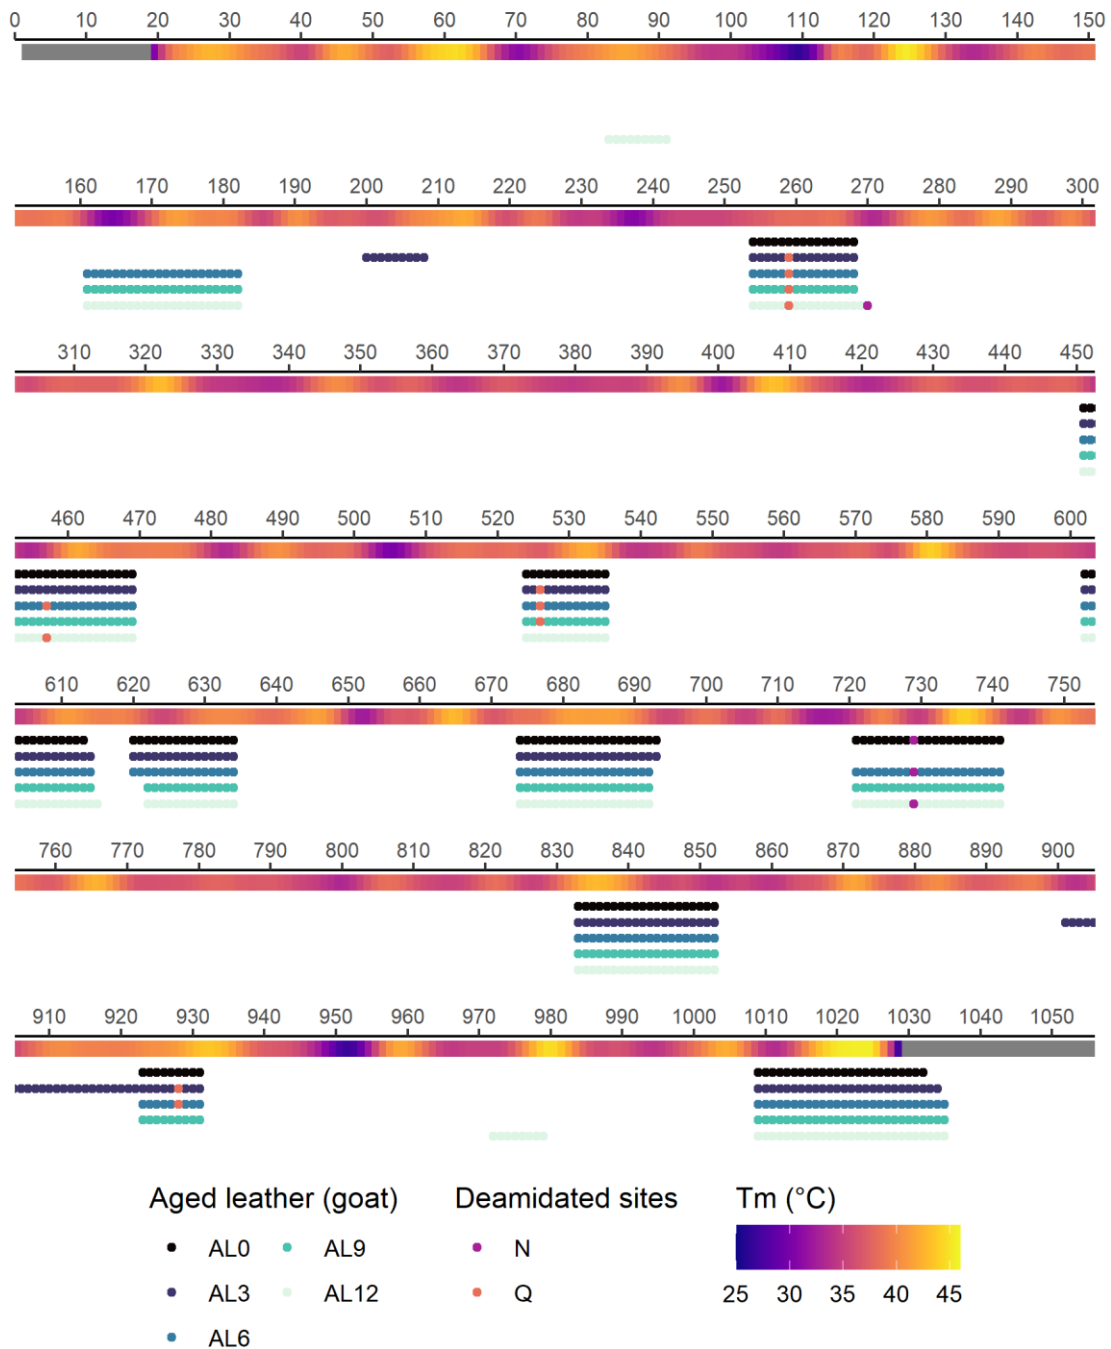 0 10 20 30 40 50 60 70 80 90 100 110 120 130 140 150
160 170 180 190 200 210 220 230 240 250 260 270 280 290 300
310 320 330 340 350 360 370 380 390 400 410 420 430 440 450
460 470 480 490 500 510 520 530 540 550 560 570 580 590 600
610 620 630 640 650 660 670 680 690 700 710 720 730 740 750
760 770 780 790 800 810 820 830 840 850 860 870 880 890 900
910 920 930 940 950 960 970 980 990 1000 1010 1020 1030 1040 1050
Aged leather (goat) Deamidated sites Tm (°C)
AL0 AL9 N
AL3 AL12 Q 25 30 35 40 45
AL6